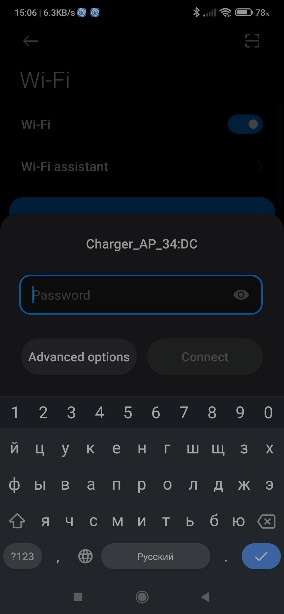 15:06 | 6.3KB/s 78%
Wi-Fi
Wi-Fi
Wi-Fi assistant
Charger_AP_34:DC
Password
Advanced options Connect
1 2 3 4 5 6 7 8 9 0
й ц у к е н г ш щ з х
ф ы в а п р о л д ж э
я ч с м и т ь б ю
?123 , Русский .